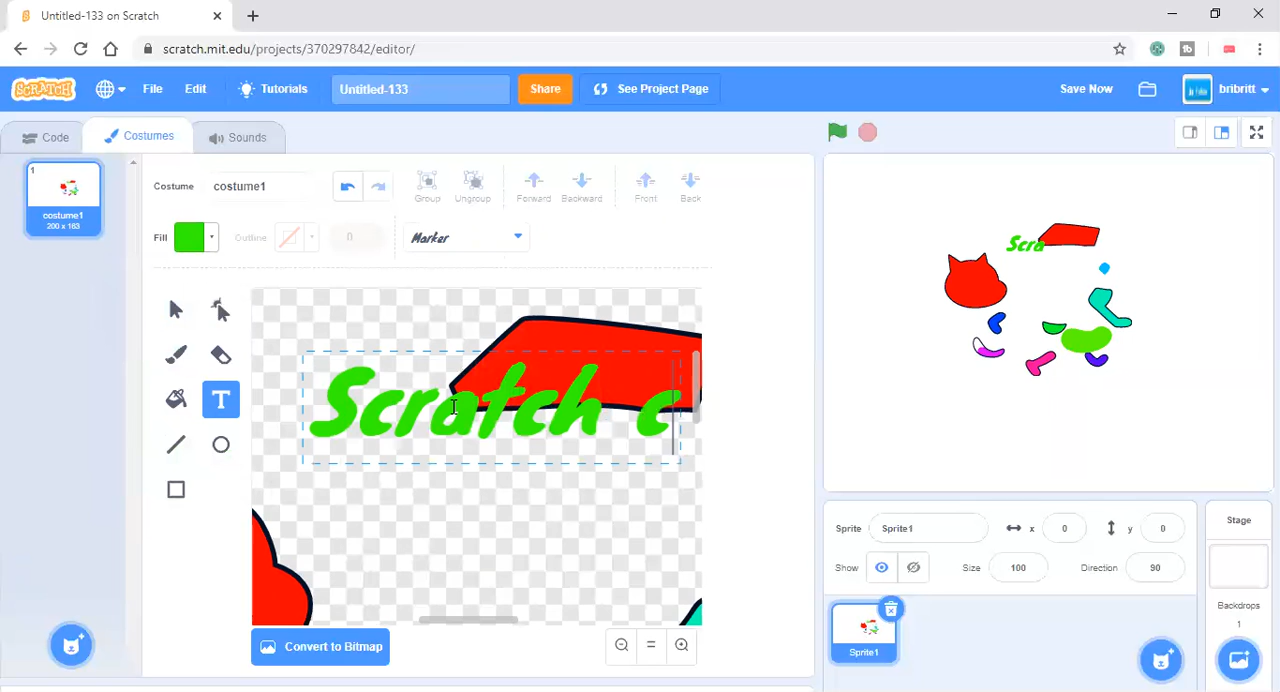 Untitled-133 on Scratch
scratch.mit.edu/projects/370297842/editor/
SCRATCH File Edit Tutorials Untitled-133 Share See Project Page Save Now bribritt
Code Costumes Sounds
1
costume1
200 x 163
Costume costume1 Group Ungroup Forward Backward Front Back
Fill Outline 0 Marker
Scratch c
Convert to Bitmap
Scra
Sprite Sprite1 x 0 y 0
Show Size 100 Direction 90
Sprite1
Stage
Backdrops
1